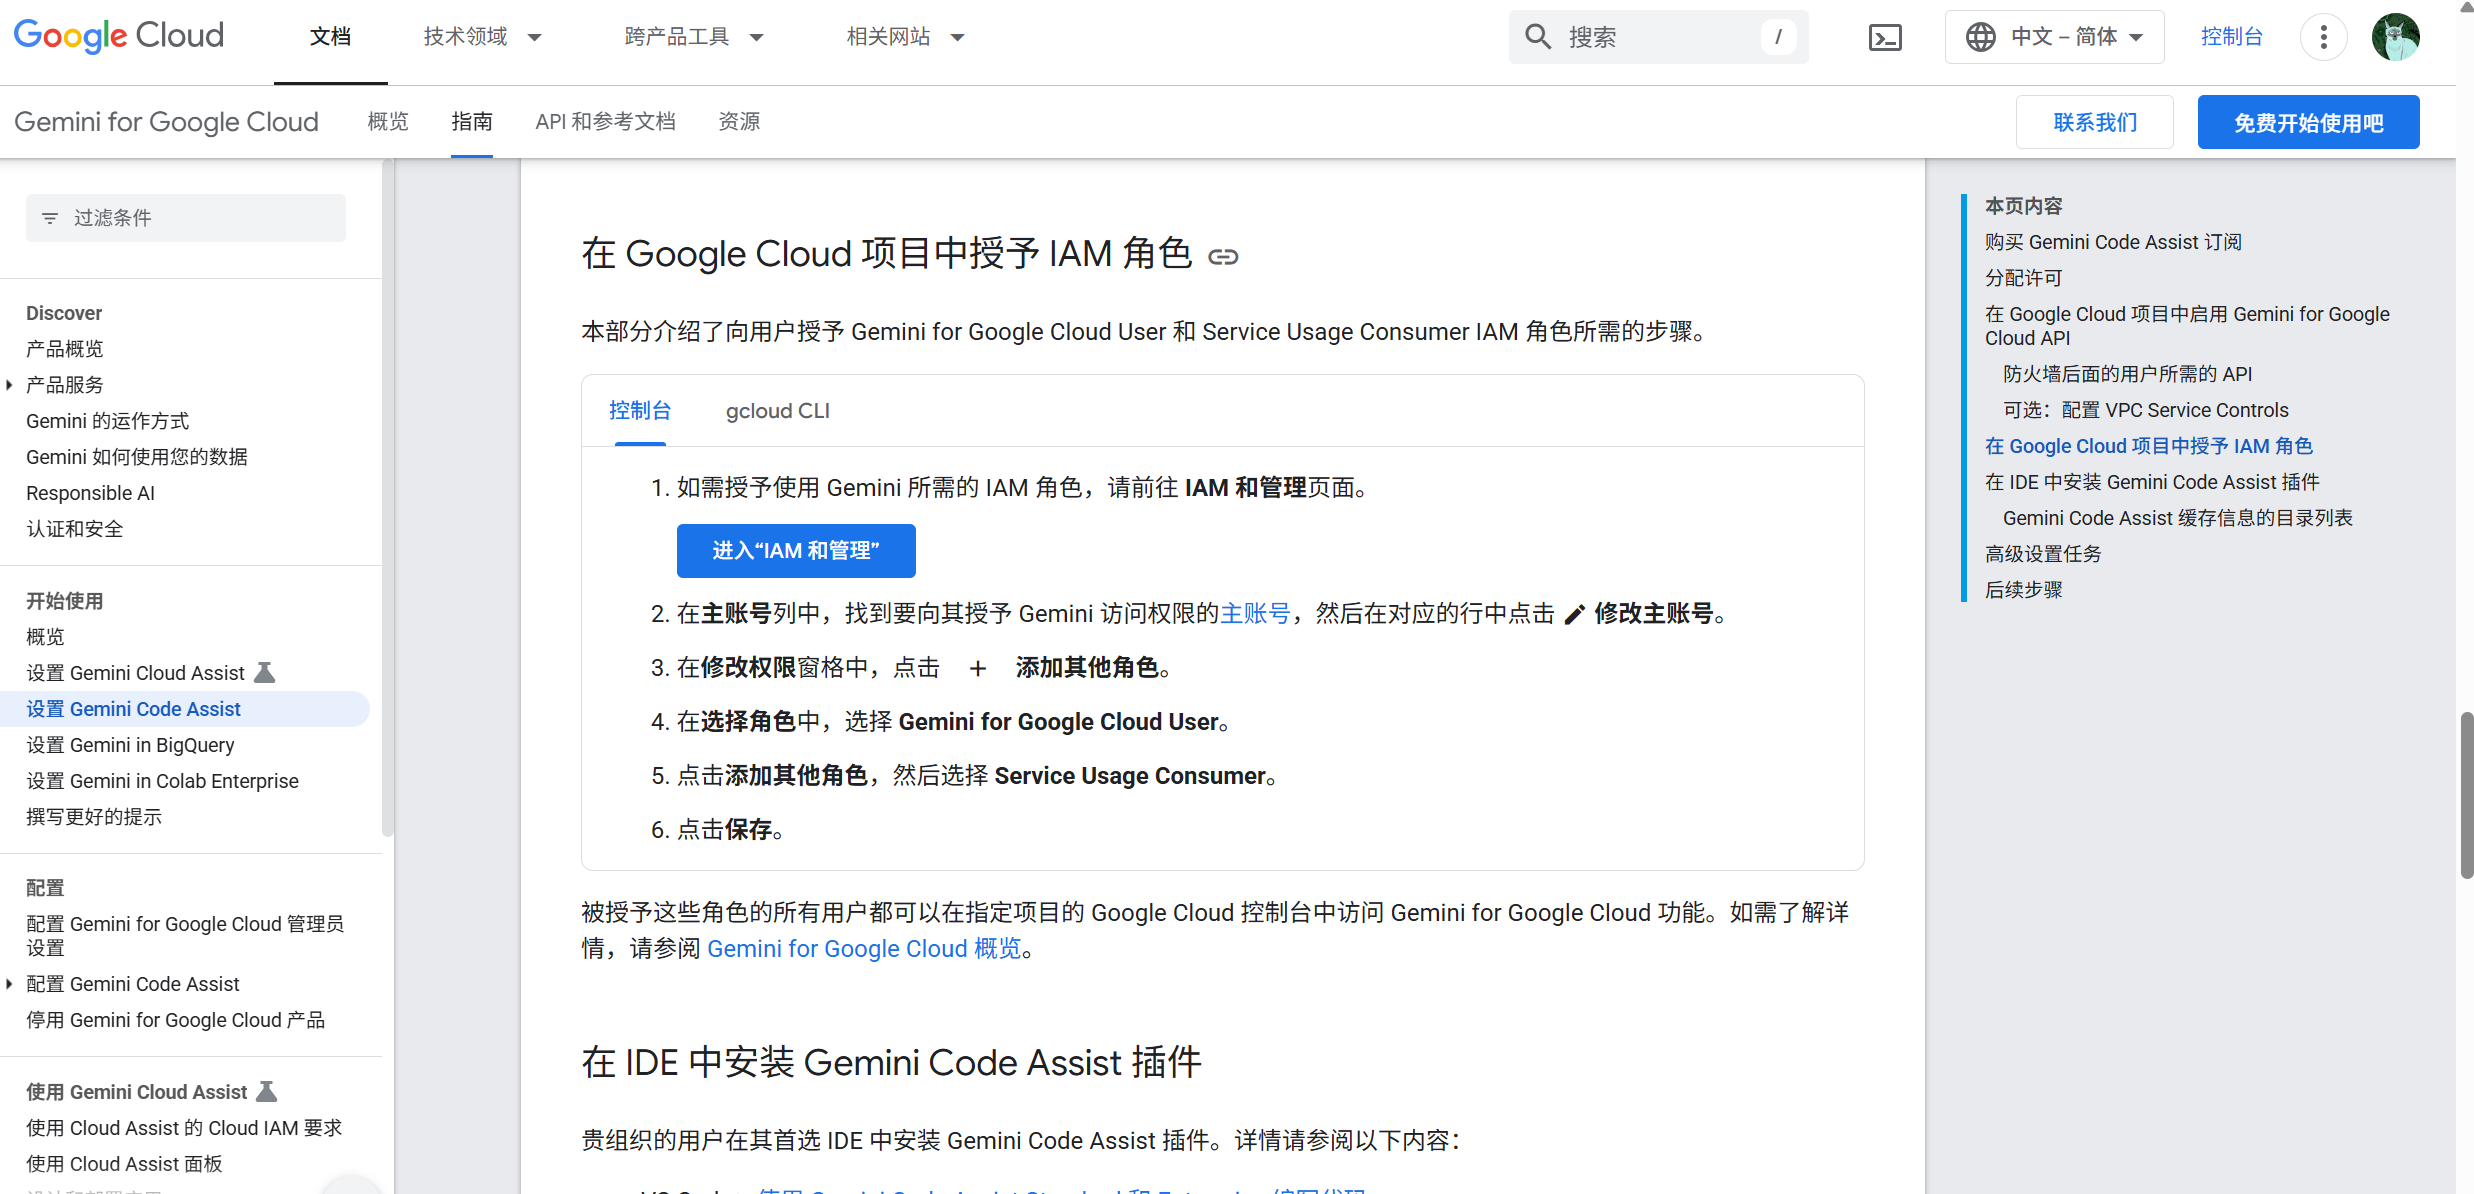 Google Cloud
文档
技术领域
跨产品工具
相关网站
搜索
/
中文 – 简体
控制台
Gemini for Google Cloud
概览
指南
API 和参考文档
资源
联系我们
免费开始使用吧
过滤条件
Discover
产品概览
产品服务
Gemini 的运作方式
Gemini 如何使用您的数据
Responsible AI
认证和安全
开始使用
概览
设置 Gemini Cloud Assist
设置 Gemini Code Assist
设置 Gemini in BigQuery
设置 Gemini in Colab Enterprise
撰写更好的提示
配置
配置 Gemini for Google Cloud 管理员
设置
配置 Gemini Code Assist
停用 Gemini for Google Cloud 产品
使用 Gemini Cloud Assist
使用 Cloud Assist 的 Cloud IAM 要求
使用 Cloud Assist 面板
在 Google Cloud 项目中授予 IAM 角色
本部分介绍了向用户授予 Gemini for Google Cloud User 和 Service Usage Consumer IAM 角色所需的步骤。
控制台
gcloud CLI
1. 如需授予使用 Gemini 所需的 IAM 角色，请前往 IAM 和管理页面。
进入“IAM 和管理”
2. 在主账号列中，找到要向其授予 Gemini 访问权限的主账号，然后在对应的行中点击 修改主账号。
3. 在修改权限窗格中，点击 + 添加其他角色。
4. 在选择角色中，选择 Gemini for Google Cloud User。
5. 点击添加其他角色，然后选择 Service Usage Consumer。
6. 点击保存。
被授予这些角色的所有用户都可以在指定项目的 Google Cloud 控制台中访问 Gemini for Google Cloud 功能。如需了解详
情，请参阅 Gemini for Google Cloud 概览。
在 IDE 中安装 Gemini Code Assist 插件
贵组织的用户在其首选 IDE 中安装 Gemini Code Assist 插件。详情请参阅以下内容：
本页内容
购买 Gemini Code Assist 订阅
分配许可
在 Google Cloud 项目中启用 Gemini for Google
Cloud API
防火墙后面的用户所需的 API
可选：配置 VPC Service Controls
在 Google Cloud 项目中授予 IAM 角色
在 IDE 中安装 Gemini Code Assist 插件
Gemini Code Assist 缓存信息的目录列表
高级设置任务
后续步骤